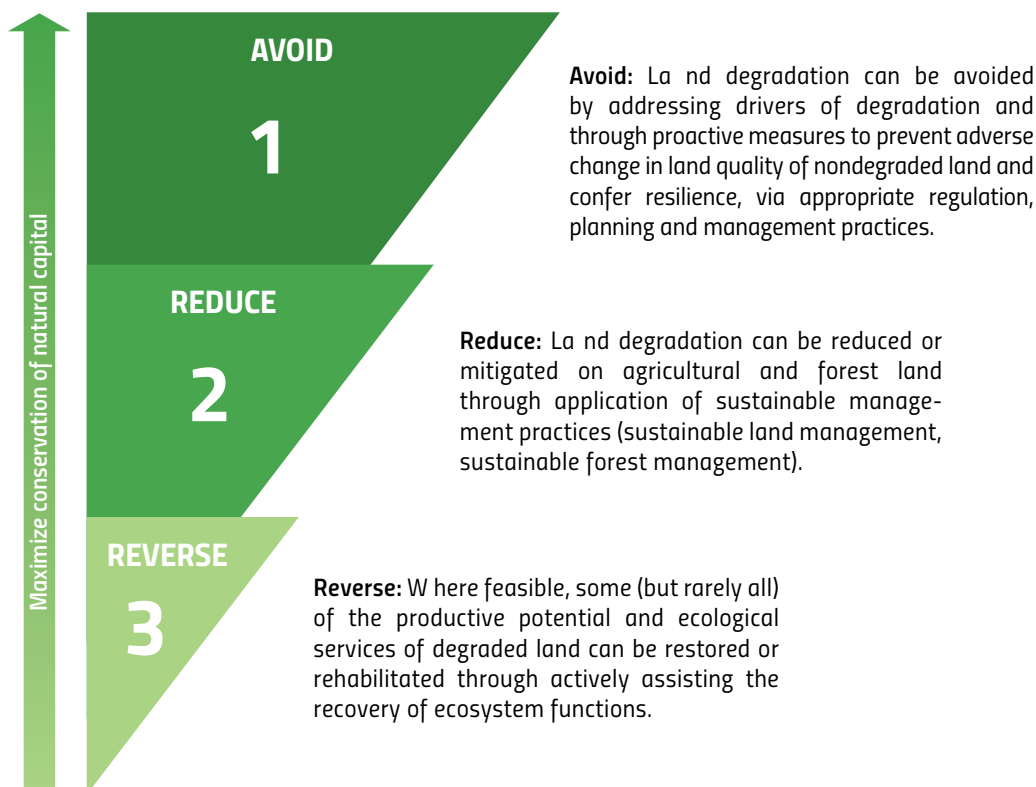 Maximize conservation of natural capital
AVOID
1
Avoid: La nd degradation can be avoided
by addressing drivers of degradation and
through proactive measures to prevent adverse
change in land quality of nondegraded land and
confer resilience, via appropriate regulation,
planning and management practices.
REDUCE
2
Reduce: La nd degradation can be reduced or
mitigated on agricultural and forest land
through application of sustainable manage-
ment practices (sustainable land management,
sustainable forest management).
REVERSE
3
Reverse: W here feasible, some (but rarely all)
of the productive potential and ecological
services of degraded land can be restored or
rehabilitated through actively assisting the
recovery of ecosystem functions.